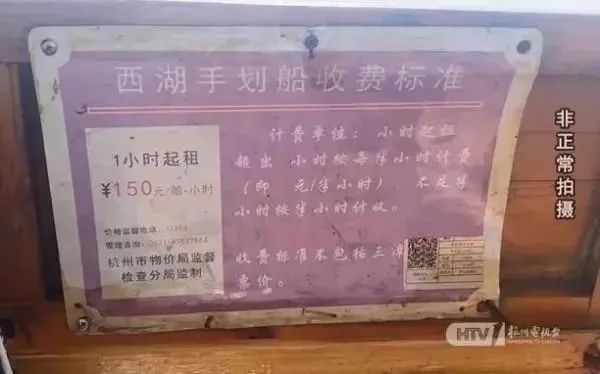 西湖手划船收费标准
1小时起租
¥150元/船·小时
价格监督电话:12358
管理咨询:
杭州市物价局监督
检查分局监制
计费单位: 小时起租
超出 小时按每半小时计费
(即 元/半小时), 不足半
小时按半小时付收。
收费标准不包括三潭
票价。
非正常拍摄
HTV 杭州电视台